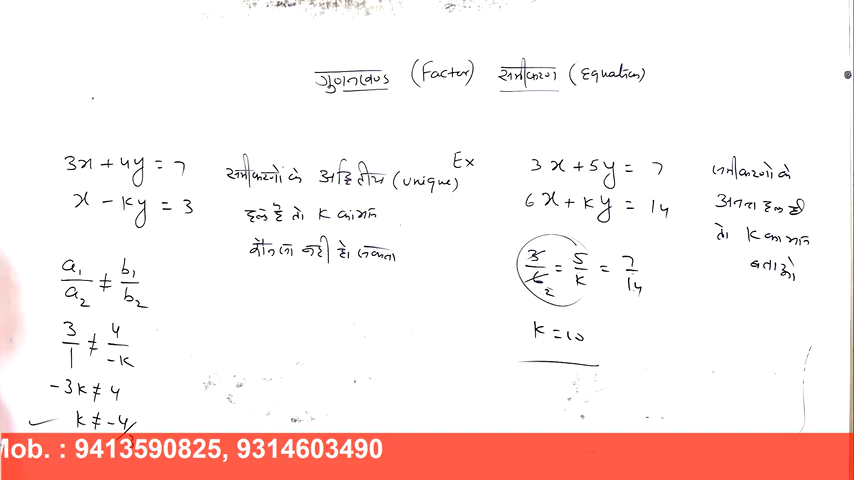 गुणनखण्ड (Factor) समीकरण (Equation)
3x + 4y = 7
x - ky = 3
समीकरणों के अद्वितीय (unique)
हल है तो K का मान
कौनसा नहीं हो सकता
a₁/a₂ ≠ b₁/b₂
3/1 ≠ 4/-k
-3k ≠ 4
k ≠ -4/3
Ex
3x + 5y = 7
6x + ky = 14
समीकरणों के
अनन्त हल हो
तो K का मान
बताओ
3/6 2 = 5/k = 7/14
k = 10
Mob. : 9413590825, 9314603490